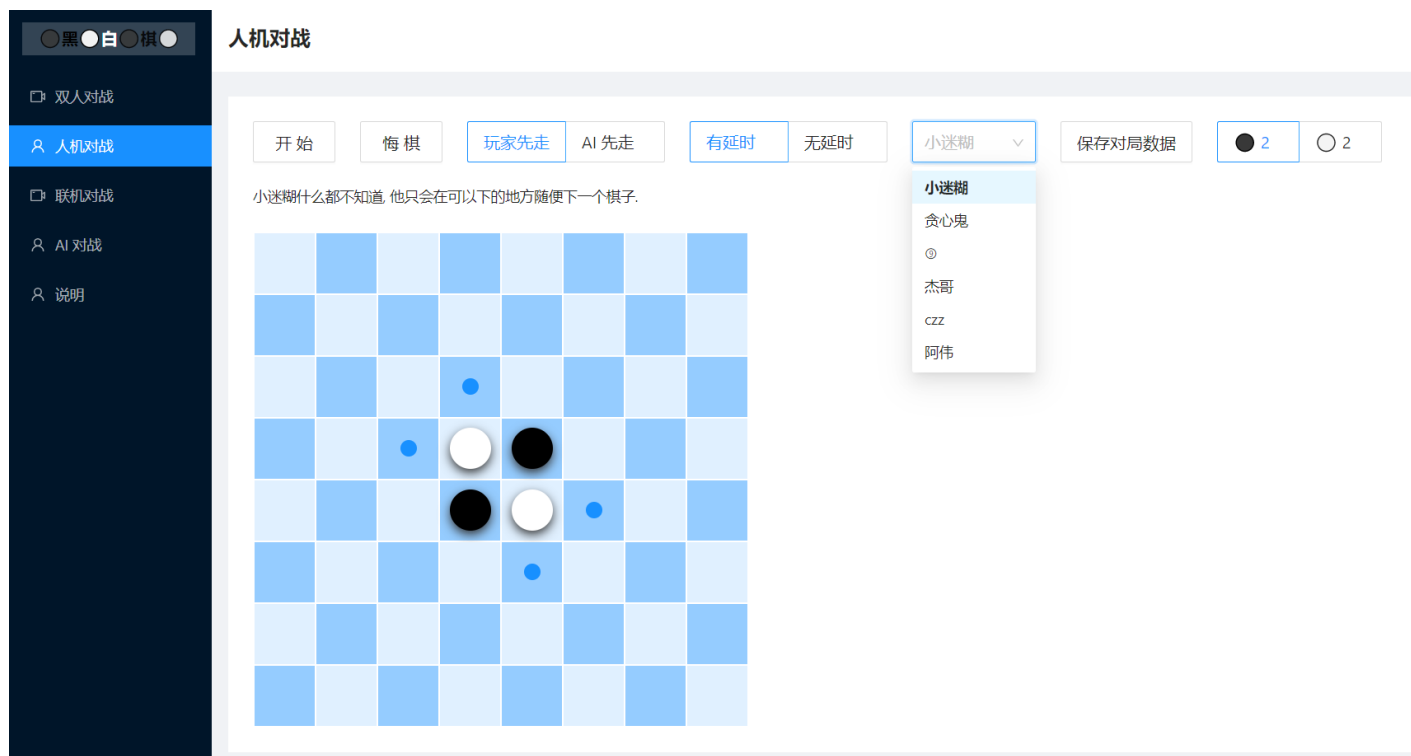 黑白棋
人机对战
双人对战
人机对战
联机对战
AI 对战
说明
开 始
悔 棋
玩家先走
AI 先走
有延时
无延时
小迷糊
保存对局数据
2
2
小迷糊什么都不知道, 他只会在可以下的地方随便下一个棋子.
小迷糊
贪心鬼
⑨
杰哥
czz
阿伟